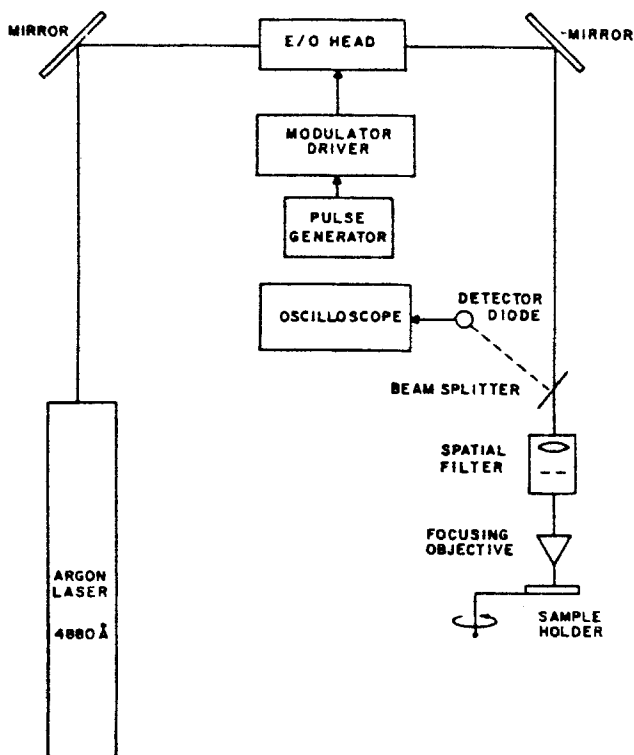 MIRROR
E/O HEAD
MIRROR
MODULATOR
DRIVER
PULSE
GENERATOR
OSCILLOSCOPE
DETECTOR
DIODE
BEAM SPLITTER
SPATIAL
FILTER
FOCUSING
OBJECTIVE
ARGON
LASER
4880 Å
SAMPLE
HOLDER